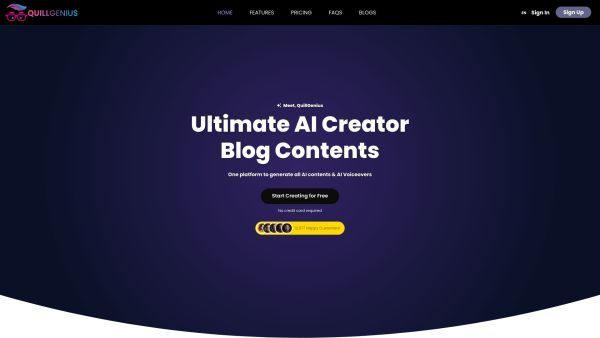 QUILLGENIUS
HOME FEATURES PRICING FAQS BLOGS
EN Sign In Sign Up
Meet, QuillGenius
Ultimate AI Creator
Blog Contents
One platform to generate all AI contents & AI Voiceovers
Start Creating for Free
No credit card required
Happy Customers